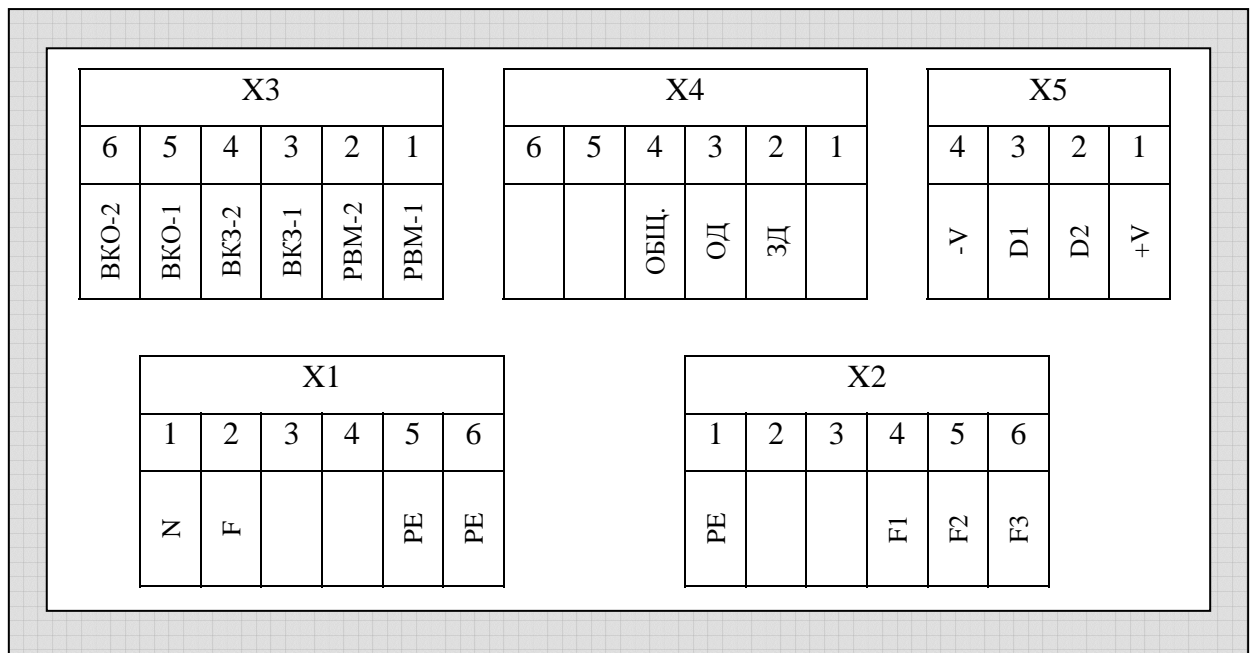 X3
6 5 4 3 2 1
ВКО-2 ВКО-1 ВКЗ-2 ВКЗ-1 РВМ-2 РВМ-1
X4
6 5 4 3 2 1
ОБЩ. ОД ЗД
X5
4 3 2 1
-V D1 D2 +V
X1
1 2 3 4 5 6
N F PE PE
X2
1 2 3 4 5 6
PE F1 F2 F3